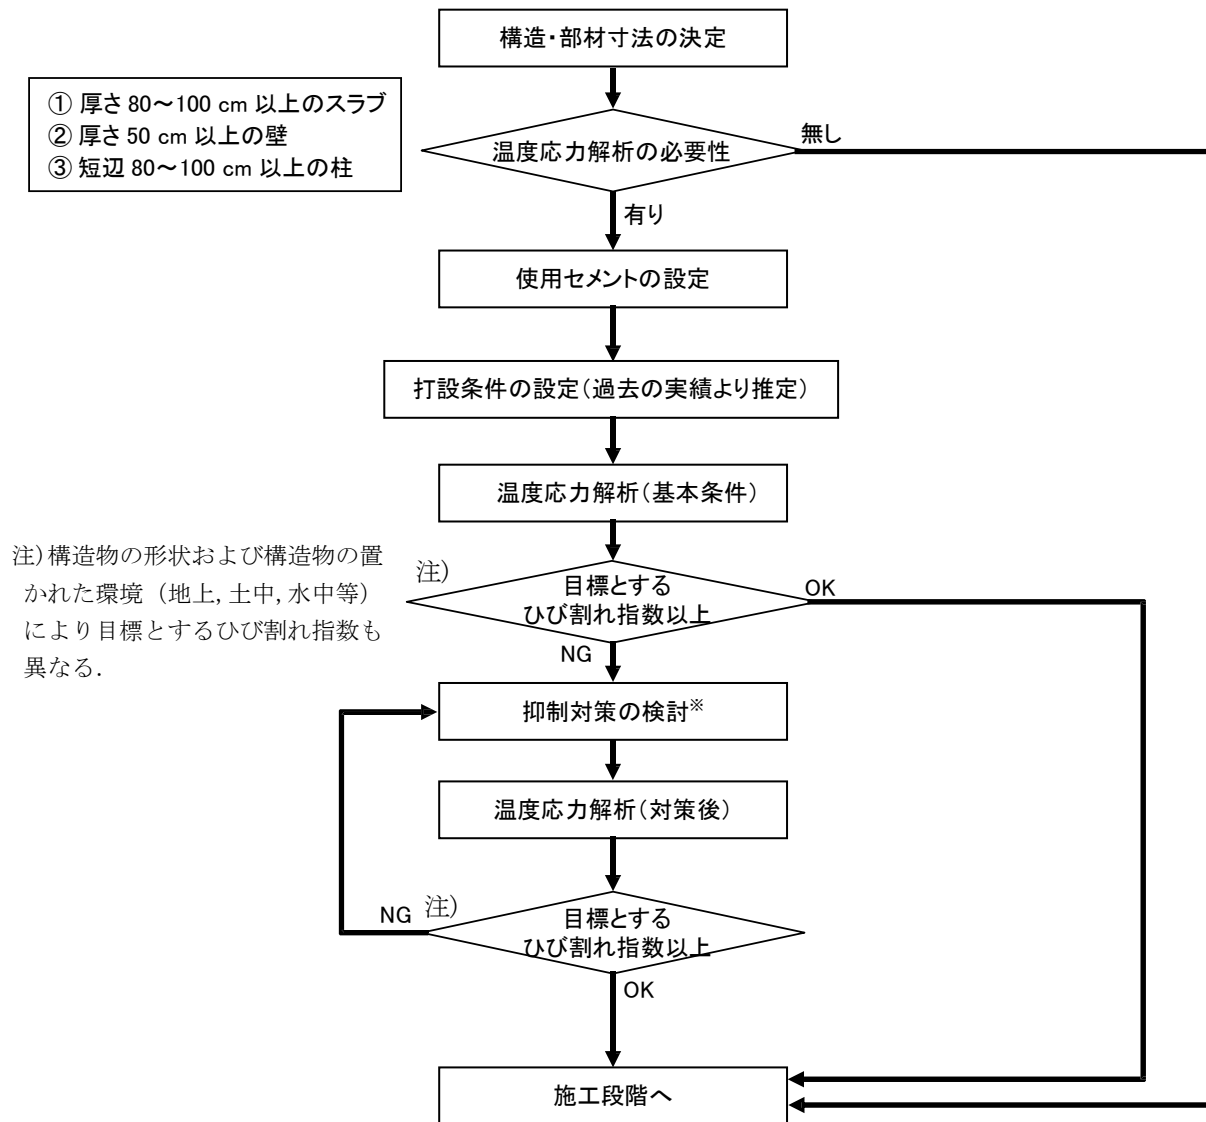 構造・部材寸法の決定
① 厚さ 80～100 cm 以上のスラブ
② 厚さ 50 cm 以上の壁
③ 短辺 80～100 cm 以上の柱
温度応力解析の必要性
無し
有り
使用セメントの設定
打設条件の設定（過去の実績より推定）
温度応力解析（基本条件）
注）構造物の形状および構造物の置
かれた環境（地上，土中，水中等）
により目標とするひび割れ指数も
異なる．
注）
目標とする
ひび割れ指数以上
OK
NG
抑制対策の検討※
温度応力解析（対策後）
NG
注）
目標とする
ひび割れ指数以上
OK
施工段階へ